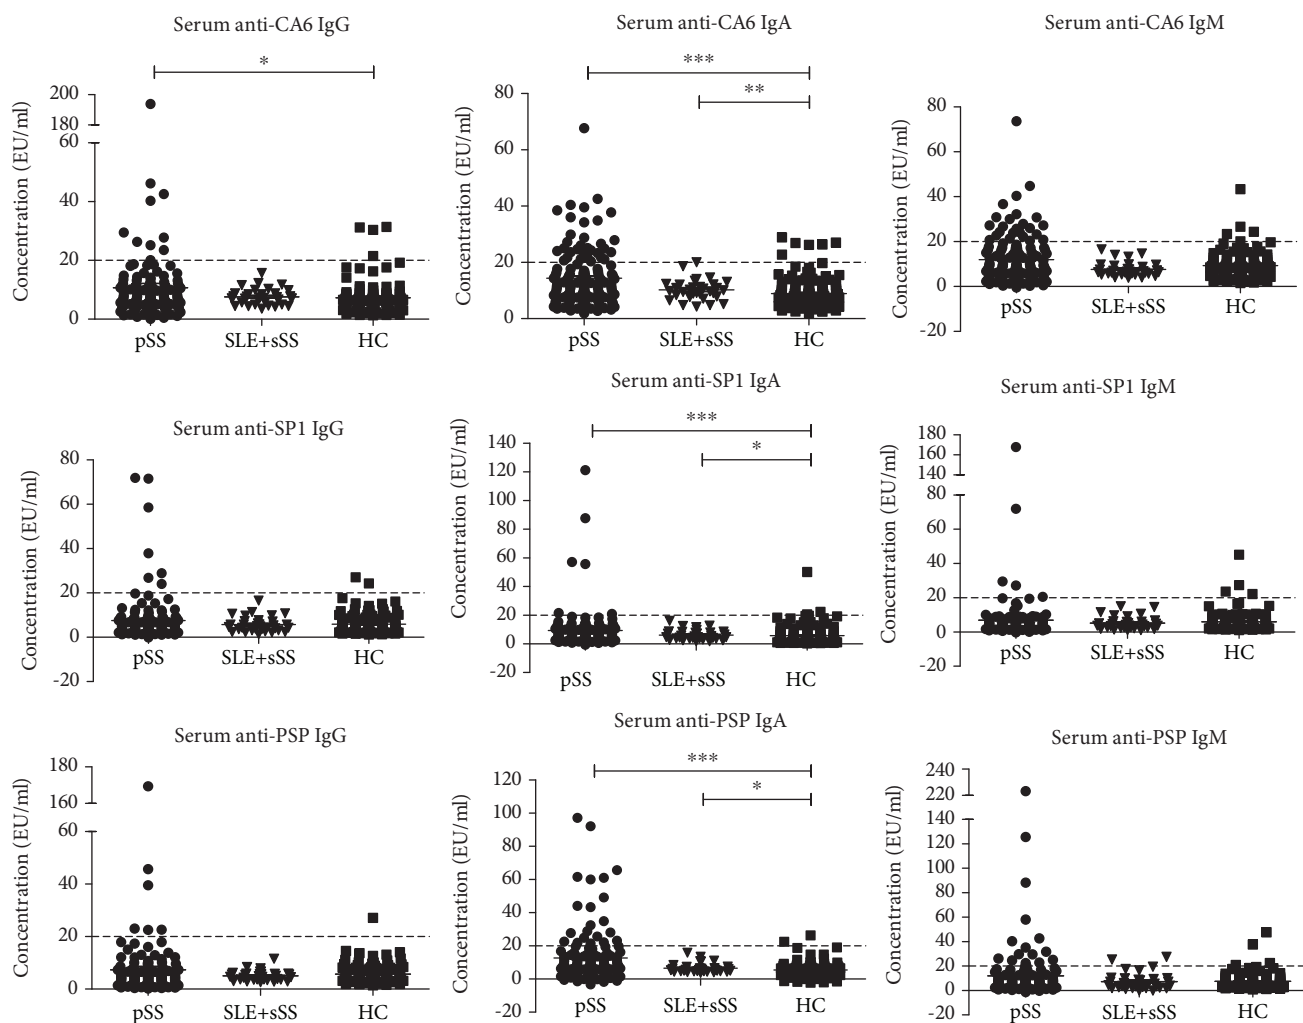 Serum anti-CA6 IgG
*
Concentration (EU/ml)
200
180
60
40
20
0
pSS
SLE+sSS
HC
Serum anti-CA6 IgA
***
**
Concentration (EU/ml)
80
60
40
20
0
pSS
SLE+sSS
HC
Serum anti-CA6 IgM
Concentration (EU/ml)
80
60
40
20
0
-20
pSS
SLE+sSS
HC
Serum anti-SP1 IgG
Concentration (EU/ml)
80
60
40
20
0
-20
pSS
SLE+sSS
HC
Serum anti-SP1 IgA
***
*
Concentration (EU/ml)
140
120
100
80
60
40
20
0
-20
pSS
SLE+sSS
HC
Serum anti-SP1 IgM
Concentration (EU/ml)
180
160
140
80
60
40
20
0
-20
pSS
SLE+sSS
HC
Serum anti-PSP IgG
Concentration (EU/ml)
180
160
60
40
20
0
pSS
SLE+sSS
HC
Serum anti-PSP IgA
***
*
Concentration (EU/ml)
120
100
80
60
40
20
0
-20
pSS
SLE+sSS
HC
Serum anti-PSP IgM
Concentration (EU/ml)
240
220
140
120
100
80
60
40
20
0
-20
pSS
SLE+sSS
HC